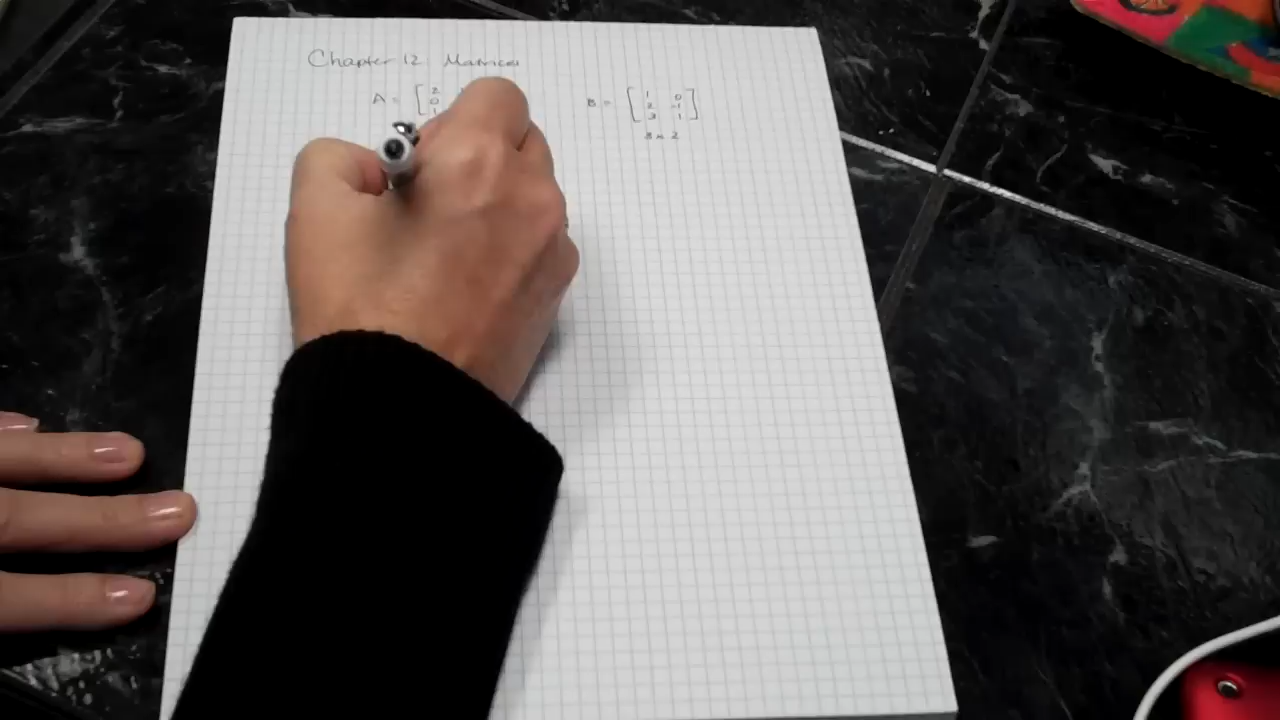 Chapter 12 Matrices
A = [ 2 B = [ 1 0 ]
0 2 -1
1 3 1
3 x 2